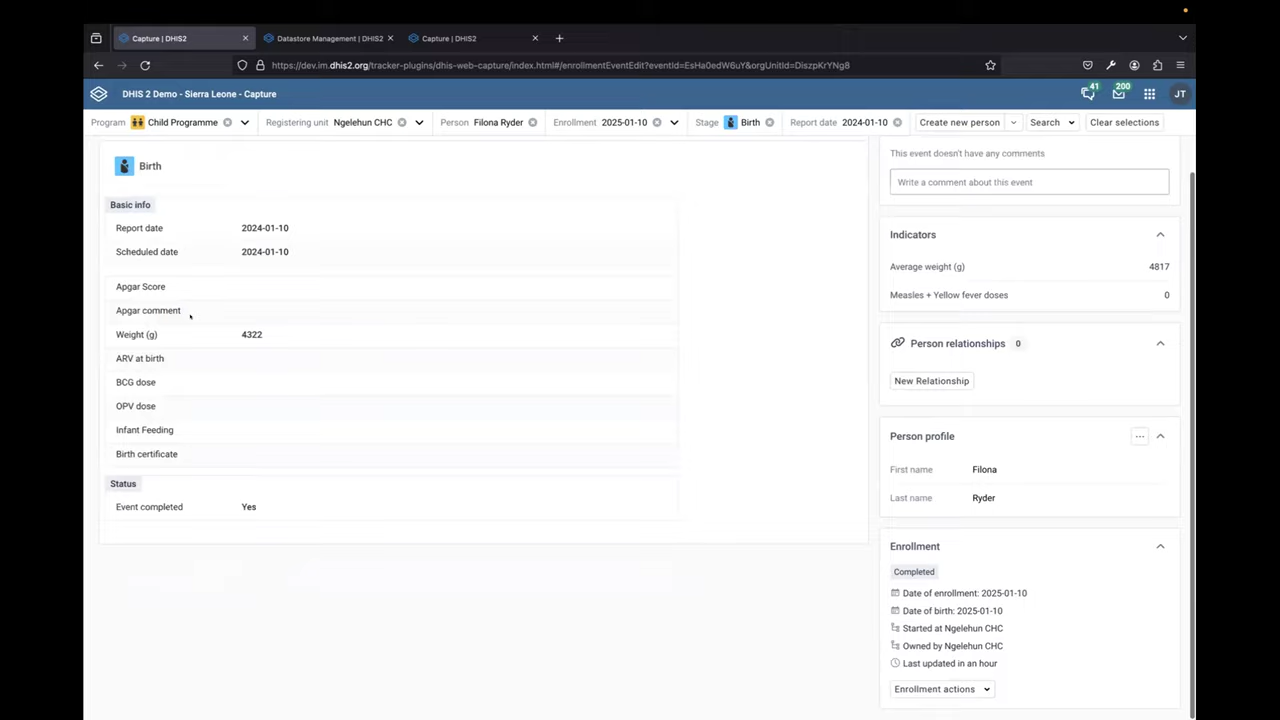 Capture | DHIS2
Datastore Management | DHIS2
Capture | DHIS2
https://dev.im.dhis2.org/tracker-plugins/dhis-web-capture/index.html#/enrollmentEventEdit?eventId=EsHa0edW6uY&orgUnitId=DiszpKrYNg8
DHIS 2 Demo - Sierra Leone - Capture
41
200
JT
Program Child Programme Registering unit Ngelehun CHC Person Filona Ryder Enrollment 2025-01-10 Stage Birth Report date 2024-01-10 Create new person Search Clear selections
Birth
Basic info
Report date 2024-01-10
Scheduled date 2024-01-10
Apgar Score
Apgar comment
Weight (g) 4322
ARV at birth
BCG dose
OPV dose
Infant Feeding
Birth certificate
Status
Event completed Yes
This event doesn't have any comments
Write a comment about this event
Indicators
Average weight (g) 4817
Measles + Yellow fever doses 0
Person relationships 0
New Relationship
Person profile
First name Filona
Last name Ryder
Enrollment
Completed
Date of enrollment: 2025-01-10
Date of birth: 2025-01-10
Started at Ngelehun CHC
Owned by Ngelehun CHC
Last updated in an hour
Enrollment actions